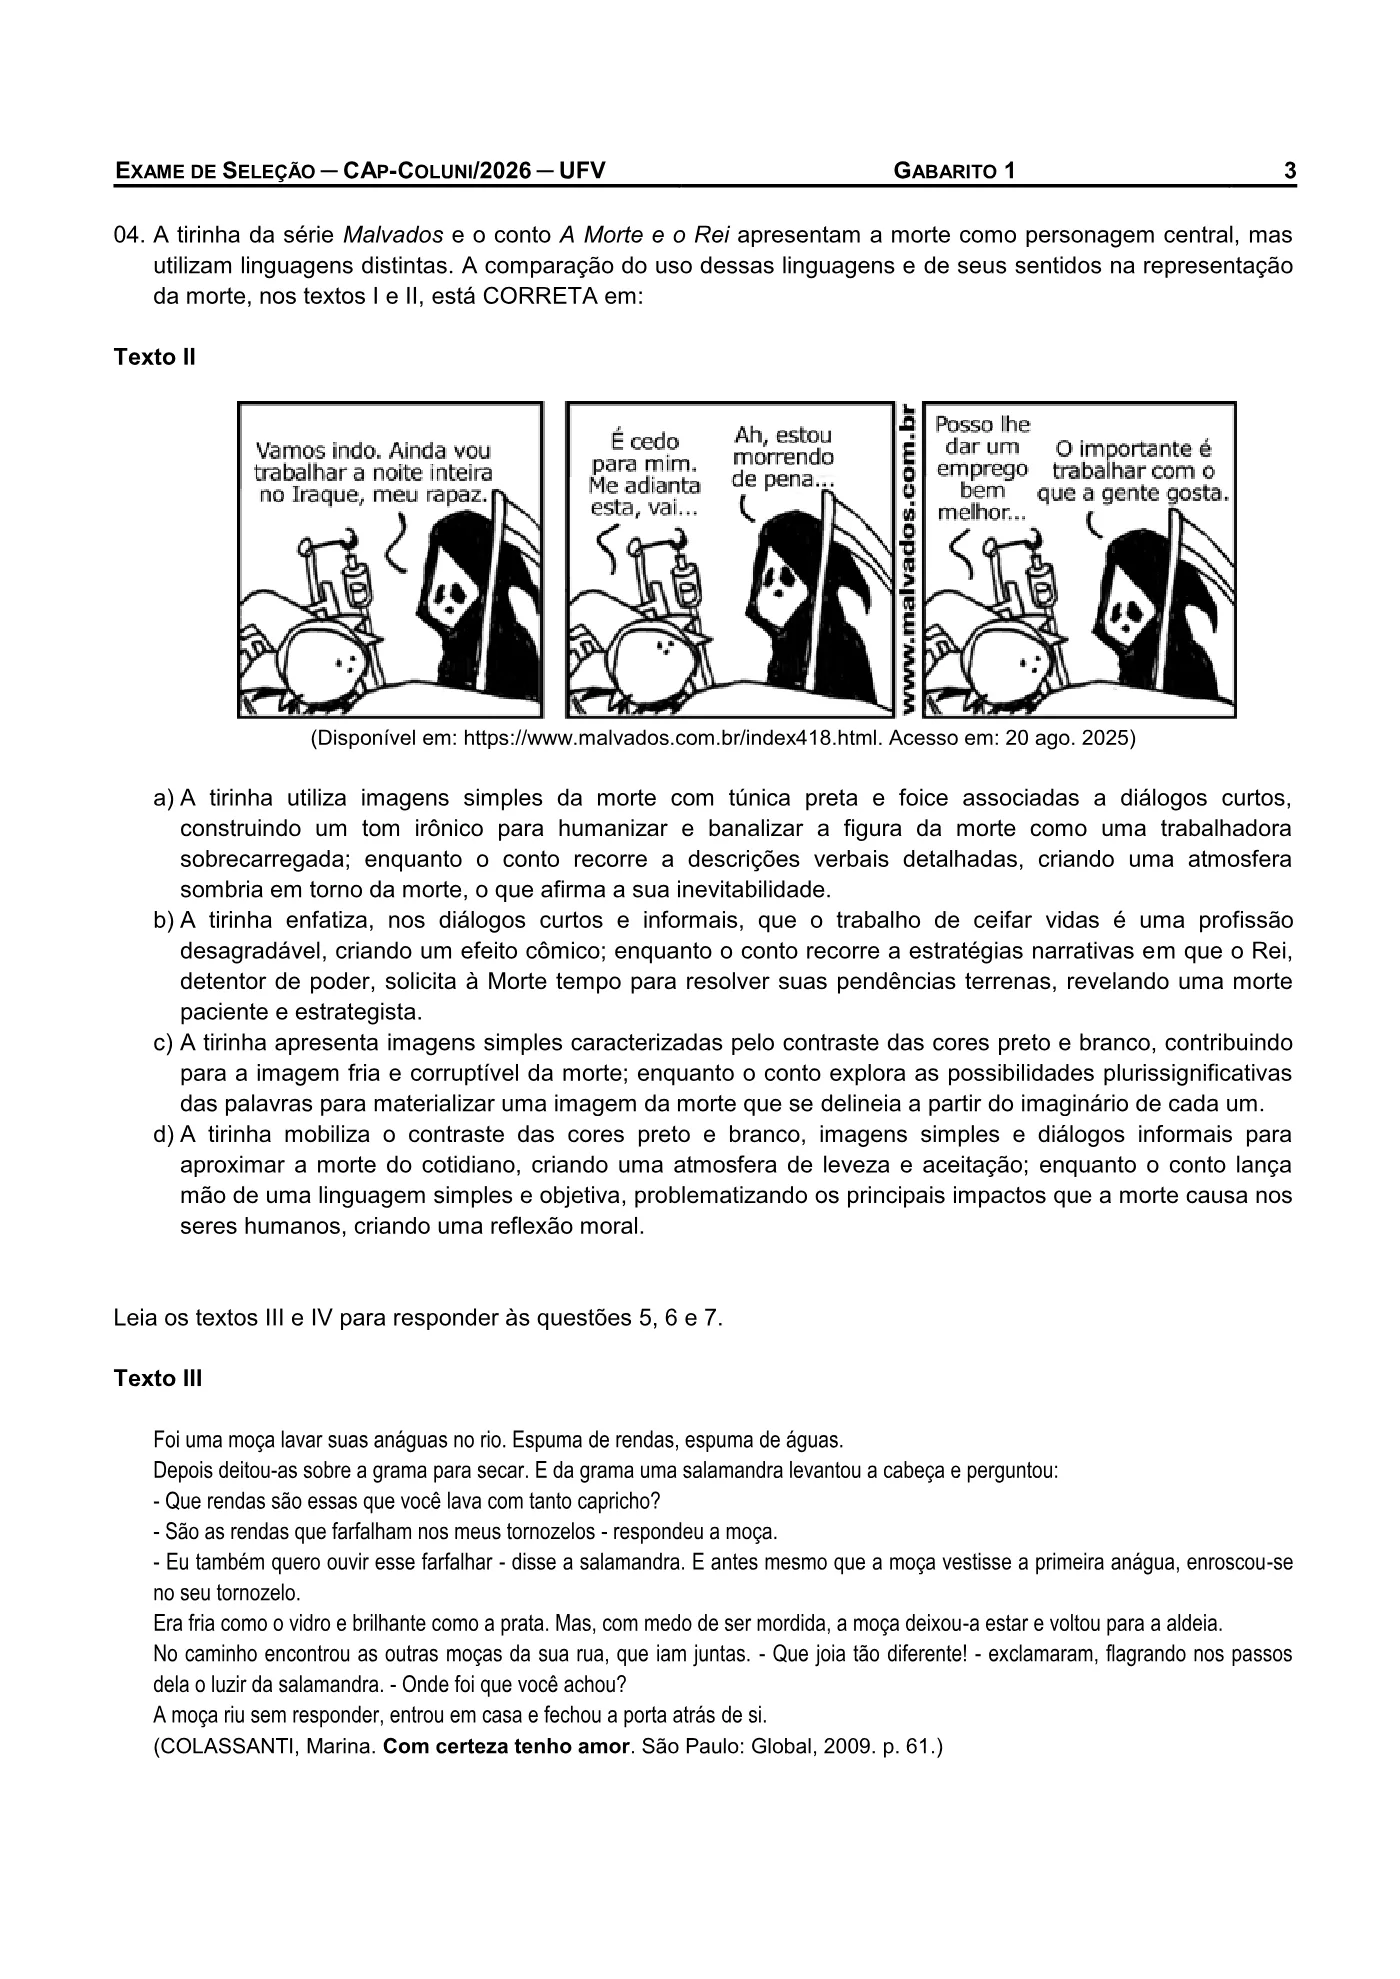 EXAME DE SELEÇÃO — CAP-COLUNI/2026 — UFV GABARITO 1 3
04. A tirinha da série Malvados e o conto A Morte e o Rei apresentam a morte como personagem central, mas
utilizam linguagens distintas. A comparação do uso dessas linguagens e de seus sentidos na representação
da morte, nos textos I e II, está CORRETA em:
Texto II
Vamos indo. Ainda vou
trabalhar a noite inteira
no Iraque, meu rapaz.
É cedo
para mim.
Me adianta
esta, vai...
Ah, estou
morrendo
de pena...
www.malvados.com.br
Posso lhe
dar um
emprego
bem
melhor...
O importante é
trabalhar com o
que a gente gosta.
(Disponível em: https://www.malvados.com.br/index418.html. Acesso em: 20 ago. 2025)
a) A tirinha utiliza imagens simples da morte com túnica preta e foice associadas a diálogos curtos,
construindo um tom irônico para humanizar e banalizar a figura da morte como uma trabalhadora
sobrecarregada; enquanto o conto recorre a descrições verbais detalhadas, criando uma atmosfera
sombria em torno da morte, o que afirma a sua inevitabilidade.
b) A tirinha enfatiza, nos diálogos curtos e informais, que o trabalho de ceifar vidas é uma profissão
desagradável, criando um efeito cômico; enquanto o conto recorre a estratégias narrativas em que o Rei,
detentor de poder, solicita à Morte tempo para resolver suas pendências terrenas, revelando uma morte
paciente e estrategista.
c) A tirinha apresenta imagens simples caracterizadas pelo contraste das cores preto e branco, contribuindo
para a imagem fria e corruptível da morte; enquanto o conto explora as possibilidades plurissignificativas
das palavras para materializar uma imagem da morte que se delineia a partir do imaginário de cada um.
d) A tirinha mobiliza o contraste das cores preto e branco, imagens simples e diálogos informais para
aproximar a morte do cotidiano, criando uma atmosfera de leveza e aceitação; enquanto o conto lança
mão de uma linguagem simples e objetiva, problematizando os principais impactos que a morte causa nos
seres humanos, criando uma reflexão moral.
Leia os textos III e IV para responder às questões 5, 6 e 7.
Texto III
Foi uma moça lavar suas anáguas no rio. Espuma de rendas, espuma de águas.
Depois deitou-as sobre a grama para secar. E da grama uma salamandra levantou a cabeça e perguntou:
- Que rendas são essas que você lava com tanto capricho?
- São as rendas que farfalham nos meus tornozelos - respondeu a moça.
- Eu também quero ouvir esse farfalhar - disse a salamandra. E antes mesmo que a moça vestisse a primeira anágua, enroscou-se
no seu tornozelo.
Era fria como o vidro e brilhante como a prata. Mas, com medo de ser mordida, a moça deixou-a estar e voltou para a aldeia.
No caminho encontrou as outras moças da sua rua, que iam juntas. - Que joia tão diferente! - exclamaram, flagrando nos passos
dela o luzir da salamandra. - Onde foi que você achou?
A moça riu sem responder, entrou em casa e fechou a porta atrás de si.
(COLASSANTI, Marina. Com certeza tenho amor. São Paulo: Global, 2009. p. 61.)